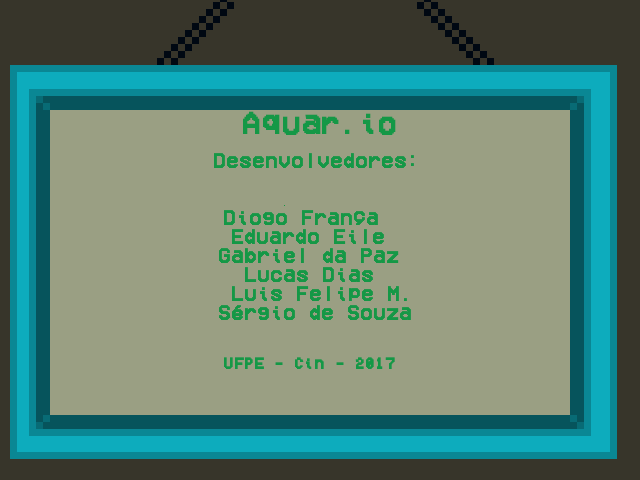 Aquar.io
Desenvolvedores:
Diogo França
Eduardo Eile
Gabriel da Paz
Lucas Dias
Luis Felipe M.
Sérgio de Souza
UFPE - Cin - 2017